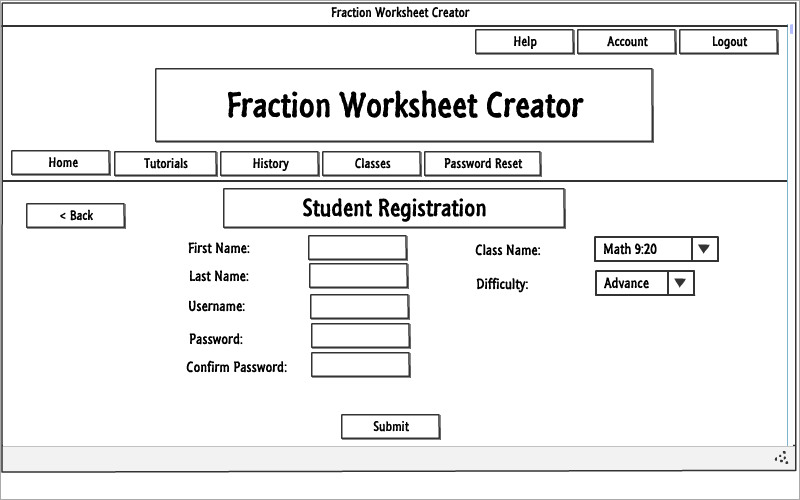 Fraction Worksheet Creator
Help Account Logout
Fraction Worksheet Creator
Home Tutorials History Classes Password Reset
< Back
Student Registration
First Name:
Last Name:
Username:
Password:
Confirm Password:
Class Name: Math 9:20
Difficulty: Advance
Submit